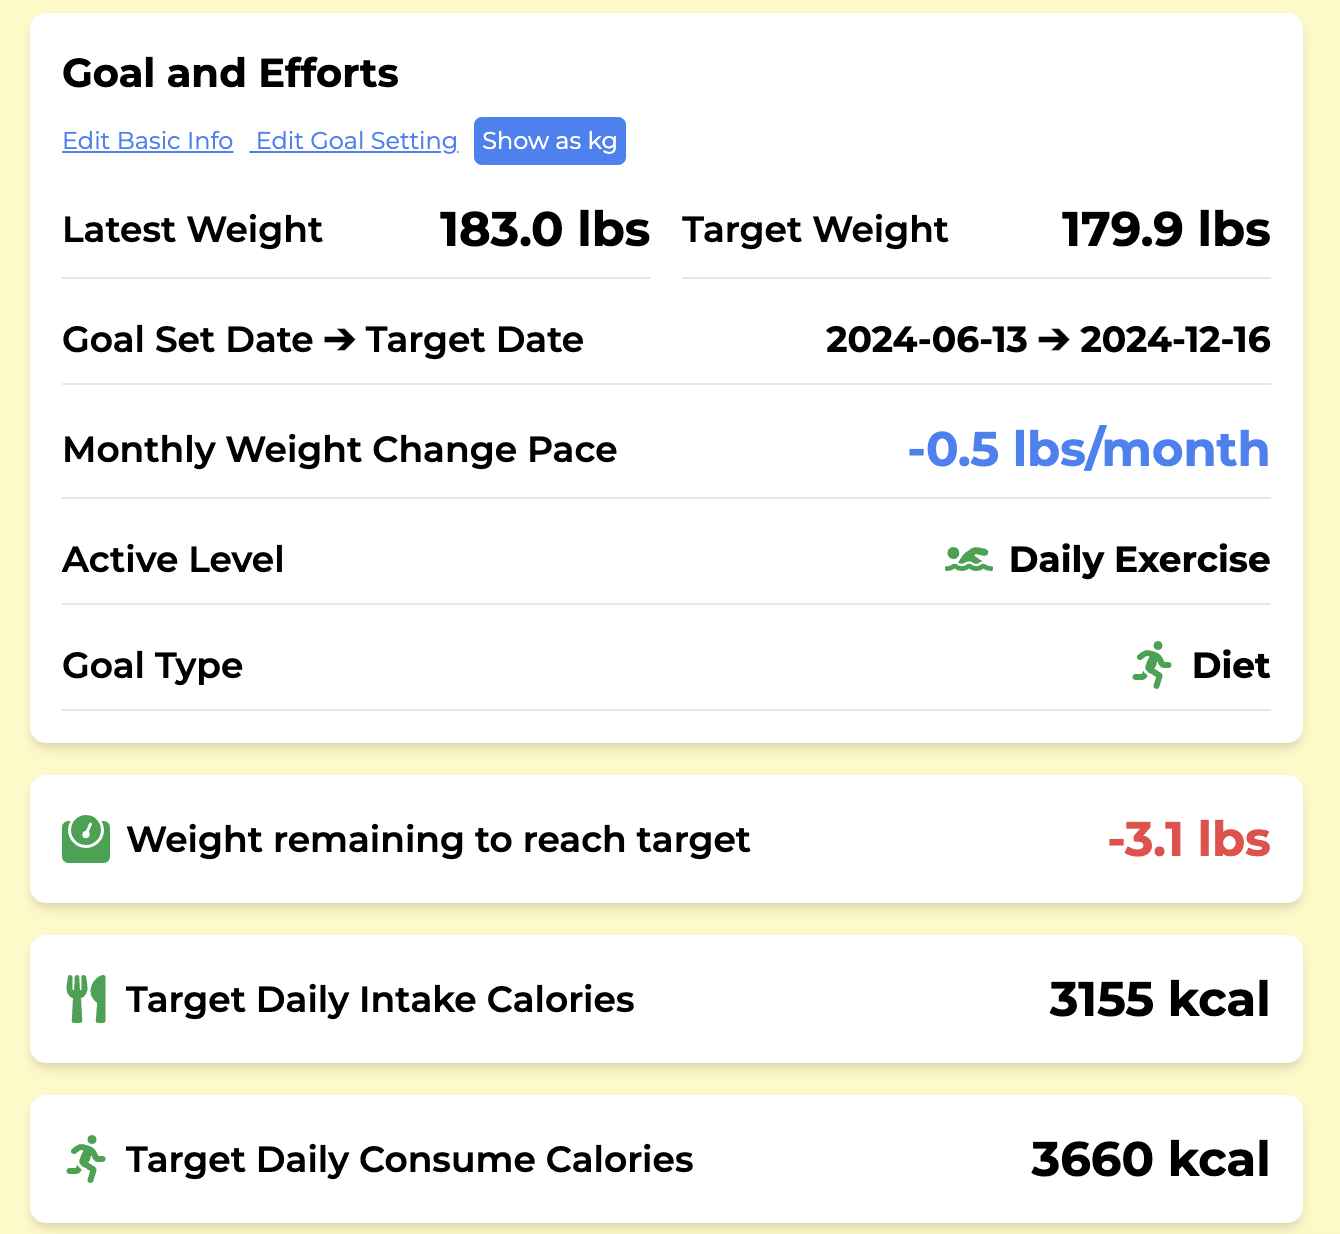 Goal and Efforts
Edit Basic Info Edit Goal Setting Show as kg
Latest Weight 183.0 lbs Target Weight 179.9 lbs
Goal Set Date ➔ Target Date 2024-06-13 ➔ 2024-12-16
Monthly Weight Change Pace -0.5 lbs/month
Active Level Daily Exercise
Goal Type Diet
Weight remaining to reach target -3.1 lbs
Target Daily Intake Calories 3155 kcal
Target Daily Consume Calories 3660 kcal